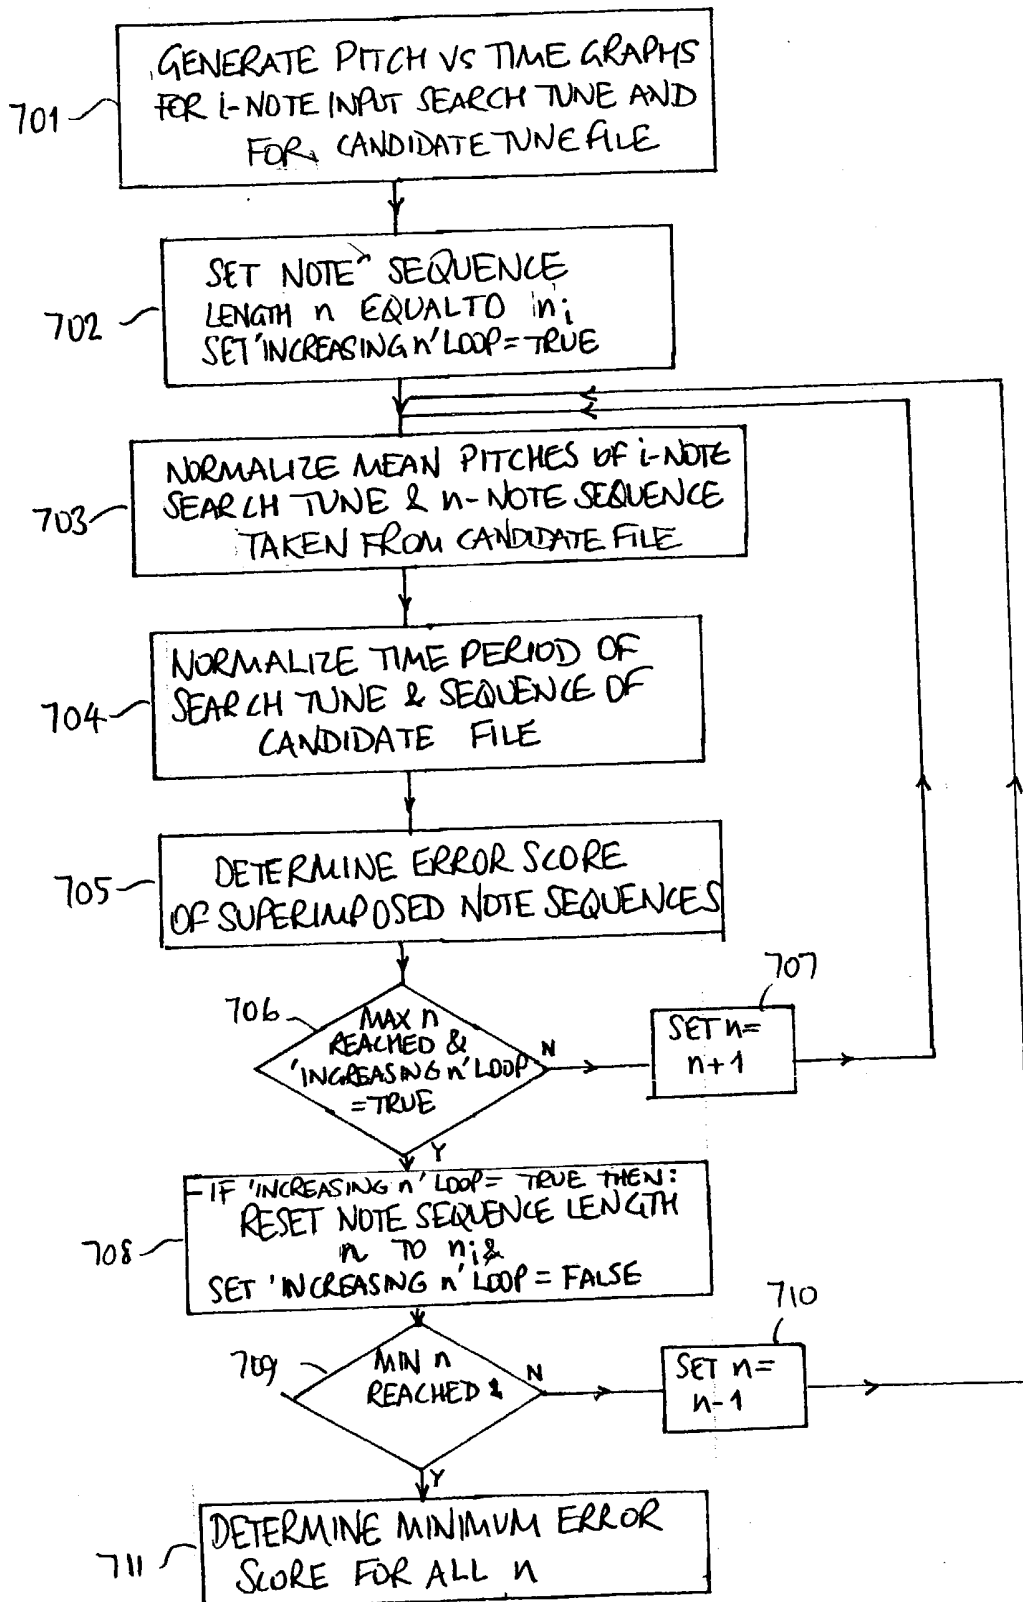 GENERATE PITCH VS TIME GRAPHS
FOR i-NOTE INPUT SEARCH TUNE AND
FOR CANDIDATE TUNE FILE
701
SET NOTE SEQUENCE
LENGTH n EQUAL TO ni
SET 'INCREASING n' LOOP = TRUE
702
NORMALIZE MEAN PITCHES OF i-NOTE
SEARCH TUNE & n-NOTE SEQUENCE
TAKEN FROM CANDIDATE FILE
703
NORMALIZE TIME PERIOD OF
SEARCH TUNE & SEQUENCE OF
CANDIDATE FILE
704
DETERMINE ERROR SCORE
OF SUPERIMPOSED NOTE SEQUENCES
705
706
MAX n
REACHED &
'INCREASING n' LOOP
=TRUE
N
Y
707
SET n=
n+1
IF 'INCREASING n' LOOP = TRUE THEN:
RESET NOTE SEQUENCE LENGTH
n TO ni &
SET 'INCREASING n' LOOP = FALSE
708
709
MIN n
REACHED &
N
Y
710
SET n=
n-1
DETERMINE MINIMUM ERROR
SCORE FOR ALL n
711